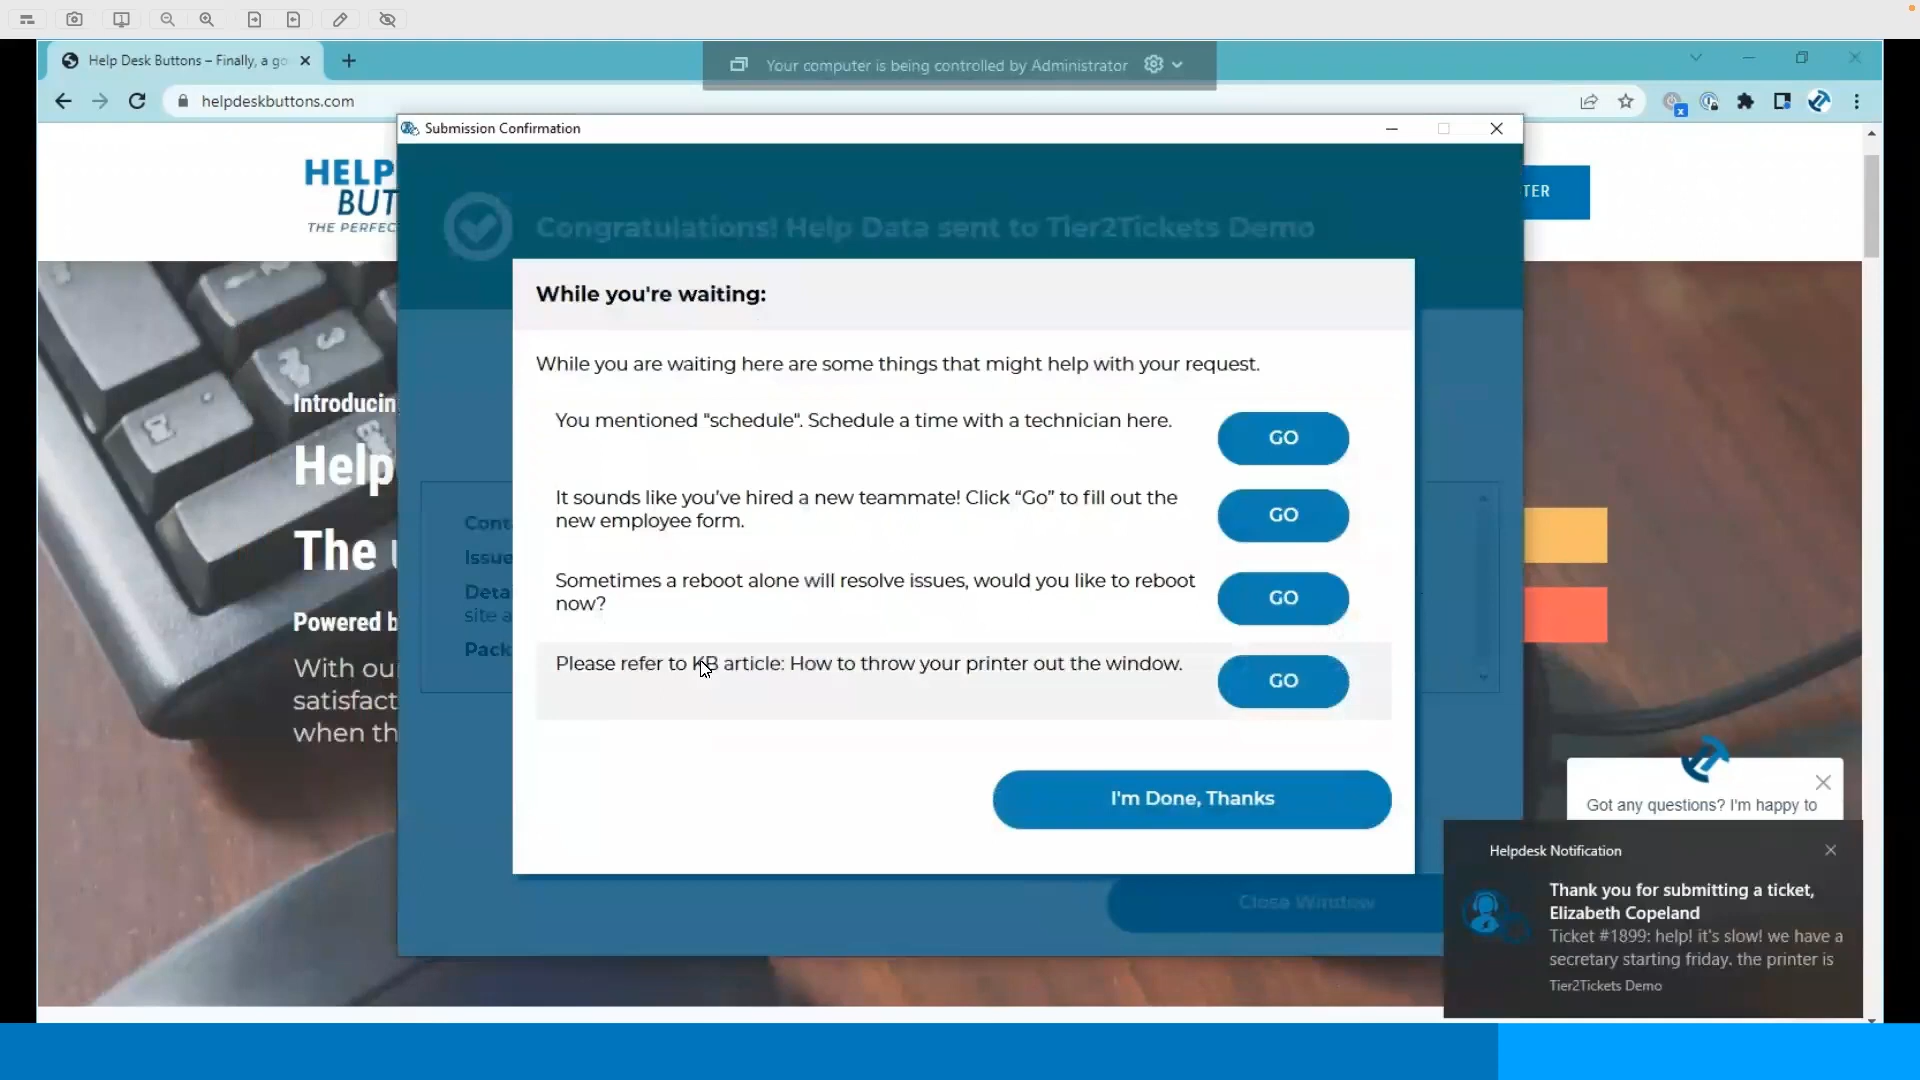 Help Desk Buttons – Finally, a go
Your computer is being controlled by Administrator
helpdeskbuttons.com
Submission Confirmation
HELP
BUT
THE PERFEC
TER
Congratulations! Help Data sent to Tier2Tickets Demo
While you're waiting:
While you are waiting here are some things that might help with your request.
You mentioned "schedule". Schedule a time with a technician here.
GO
It sounds like you've hired a new teammate! Click “Go” to fill out the
new employee form.
GO
Sometimes a reboot alone will resolve issues, would you like to reboot
now?
GO
Please refer to KB article: How to throw your printer out the window.
GO
I'm Done, Thanks
Introducin
Help
The
Powered b
With ou
satisfact
when th
Cont
Issue
Deta
site a
Pack
Close Window
Got any questions? I'm happy to
Helpdesk Notification
Thank you for submitting a ticket,
Elizabeth Copeland
Ticket #1899: help! it's slow! we have a
secretary starting friday. the printer is
Tier2Tickets Demo